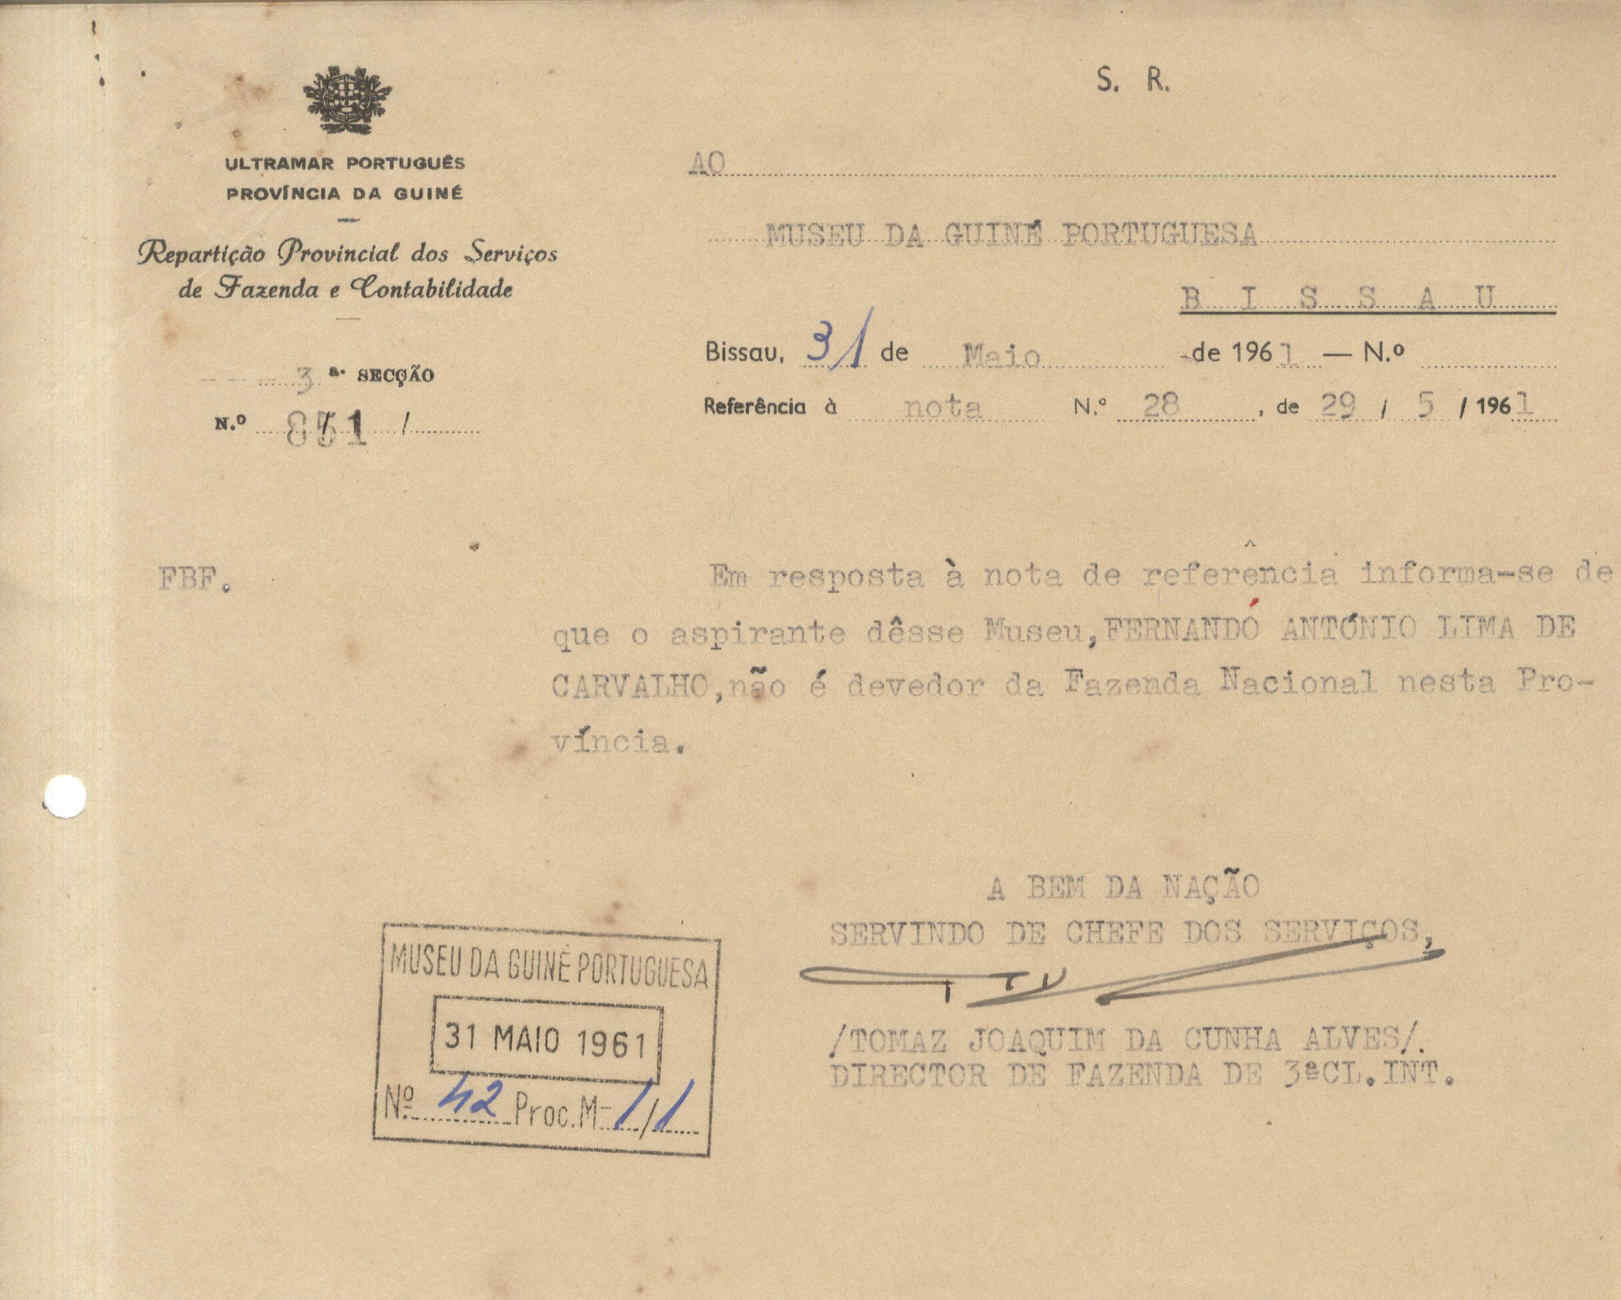 S. R.
ULTRAMAR PORTUGUÊS
PROVÍNCIA DA GUINÉ
Repartição Provincial dos Serviços
de Fazenda e Contabilidade
3ª. SECÇÃO
N.º 851 /
AO
MUSEU DA GUINÉ PORTUGUESA
B I S S A U
Bissau, 31 de Maio de 1961 — N.º
Referência à nota N.º 28, de 29 / 5 / 1961
FBF.
Em resposta à nota de referência informa-se de
que o aspirante dêsse Museu,FERNANDO ANTÓNIO LIMA DE
CARVALHO,não é devedor da Fazenda Nacional nesta Pro-
víncia.
A BEM DA NAÇÃO
SERVINDO DE CHEFE DOS SERVIÇOS,
/TOMAZ JOAQUIM DA CUNHA ALVES/.
DIRECTOR DE FAZENDA DE 3ªCL.INT.
MUSEU DA GUINÉ PORTUGUESA
31 MAIO 1961
Nº 42 Proc. M- 1/1